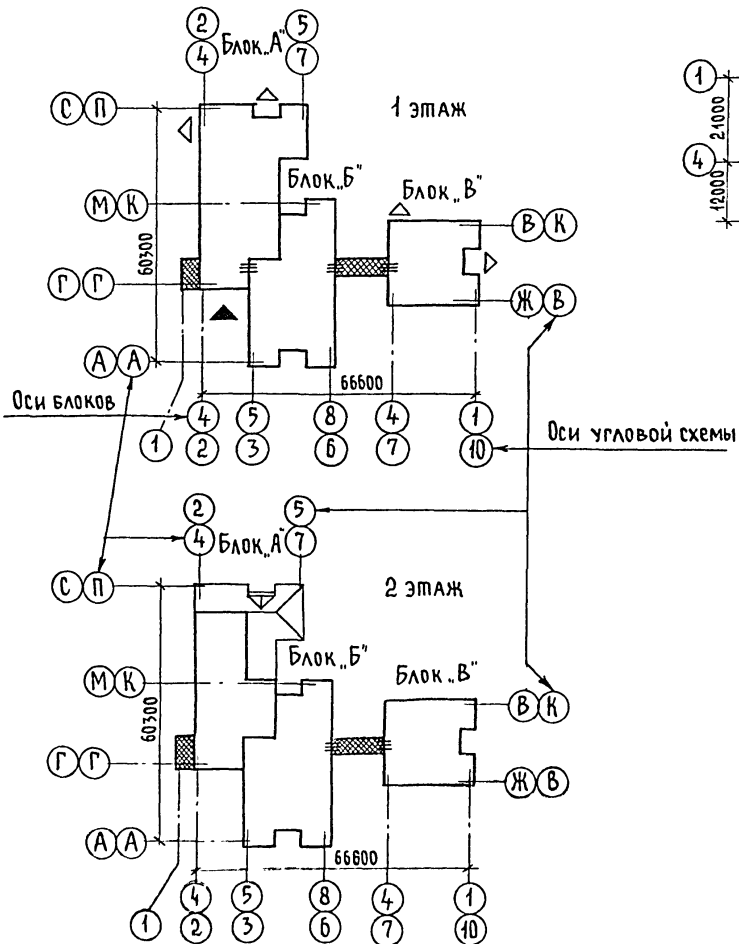 2 5
4 Блок „А" 7
С П
1 этаж
1
21000
4
12000
М К
Блок „Б"
Блок „В"
В К
60300
Г Г
Ж В
А А
66600
Оси блоков
4 5 8 4 1
1 2 3 6 7 10
Оси угловой схемы
2 5
4 Блок „А" 7
С П
2 этаж
Блок „Б"
М К
Блок „В"
В К
60300
Г Г
Ж В
А А
66600
4 5 8 4 1
1 2 3 6 7 10